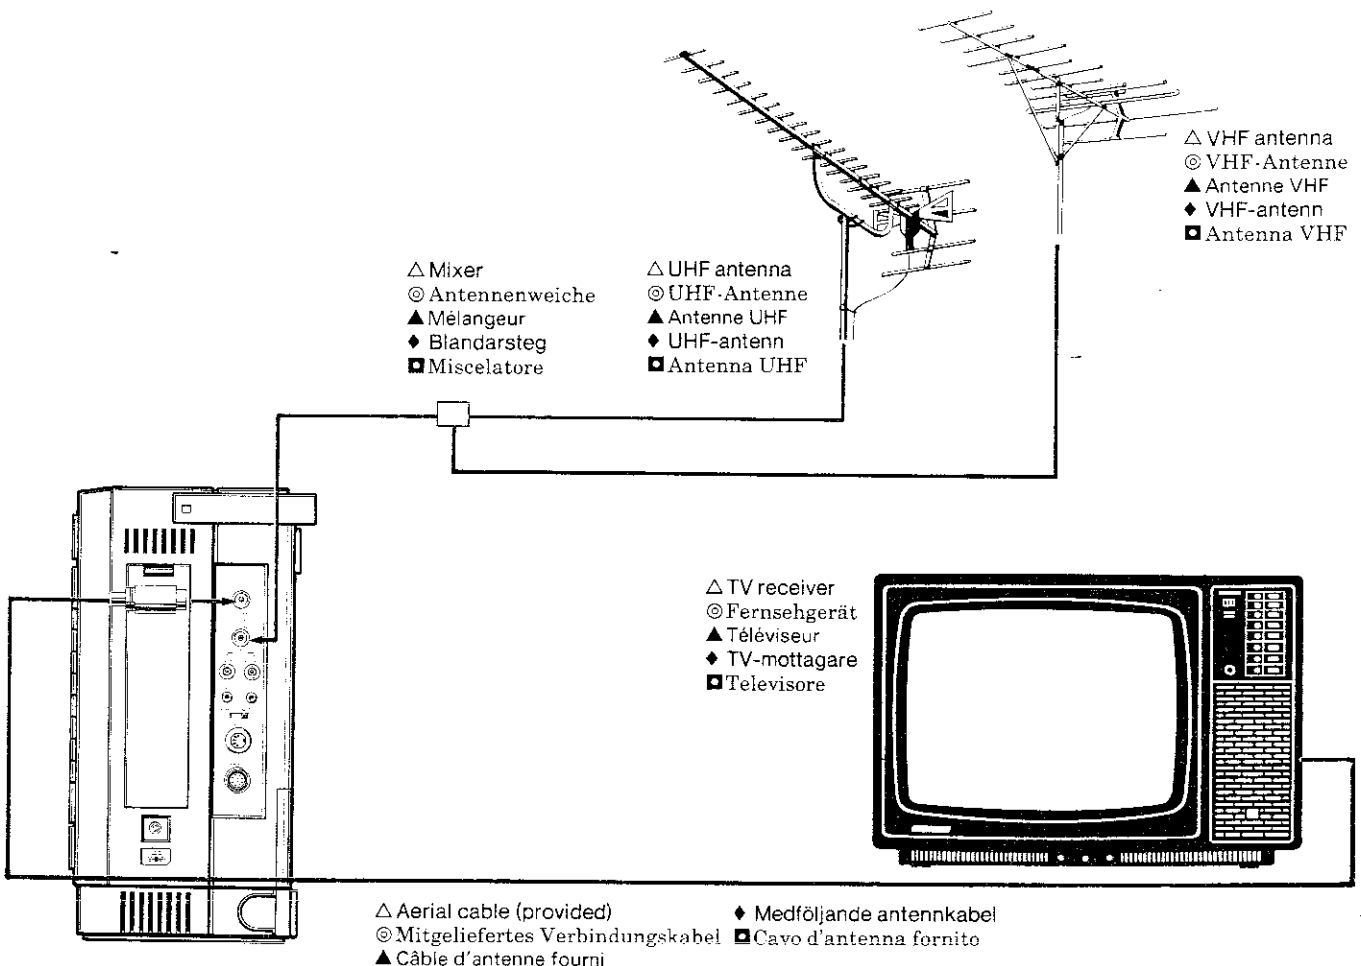 △ VHF antenna
◎ VHF-Antenne
▲ Antenne VHF
♦ VHF-antenn
◘ Antenna VHF
△ Mixer
◎ Antennenweiche
▲ Mélangeur
♦ Blandarsteg
◘ Miscelatore
△ UHF antenna
◎ UHF-Antenne
▲ Antenne UHF
♦ UHF-antenn
◘ Antenna UHF
△ TV receiver
◎ Fernsehgerät
▲ Téléviseur
♦ TV-mottagare
◘ Televisore
△ Aerial cable (provided)
◎ Mitgeliefertes Verbindungskabel
▲ Câble d'antenne fourni
♦ Medföljande antennkabel
◘ Cavo d'antenna fornito